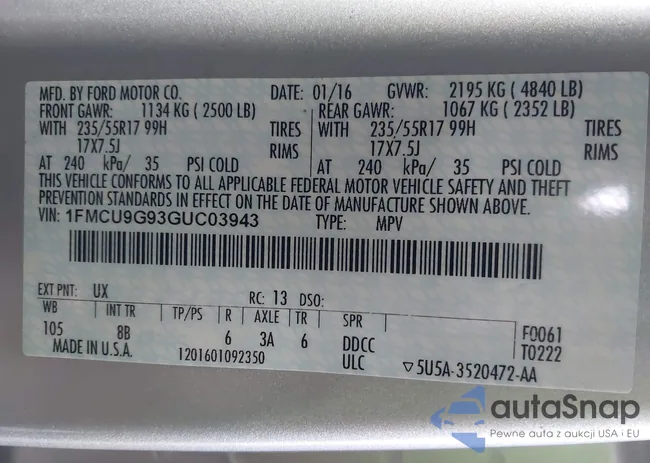 MFD. BY FORD MOTOR CO. DATE: 01/16 GVWR: 2195 KG ( 4840 LB)
FRONT GAWR: 1134 KG ( 2500 LB) REAR GAWR: 1067 KG ( 2352 LB)
WITH 235/55R17 99H TIRES WITH 235/55R17 99H TIRES
17X7.5J RIMS 17X7.5J RIMS
AT 240 kPa/ 35 PSI COLD AT 240 kPa/ 35 PSI COLD
THIS VEHICLE CONFORMS TO ALL APPLICABLE FEDERAL MOTOR VEHICLE SAFETY AND THEFT
PREVENTION STANDARDS IN EFFECT ON THE DATE OF MANUFACTURE SHOWN ABOVE.
VIN: 1FMCU9G93GUC03943 TYPE: MPV
EXT PNT: UX RC: 13 DSO:
WB INT TR TP/PS R AXLE TR SPR F0061
105 8B 6 3A 6 DDCC T0222
MADE IN U.S.A. 1201601092350 ULC ▽5U5A-3520472-AA
autaSnap
Pewne auta z aukcji USA i EU